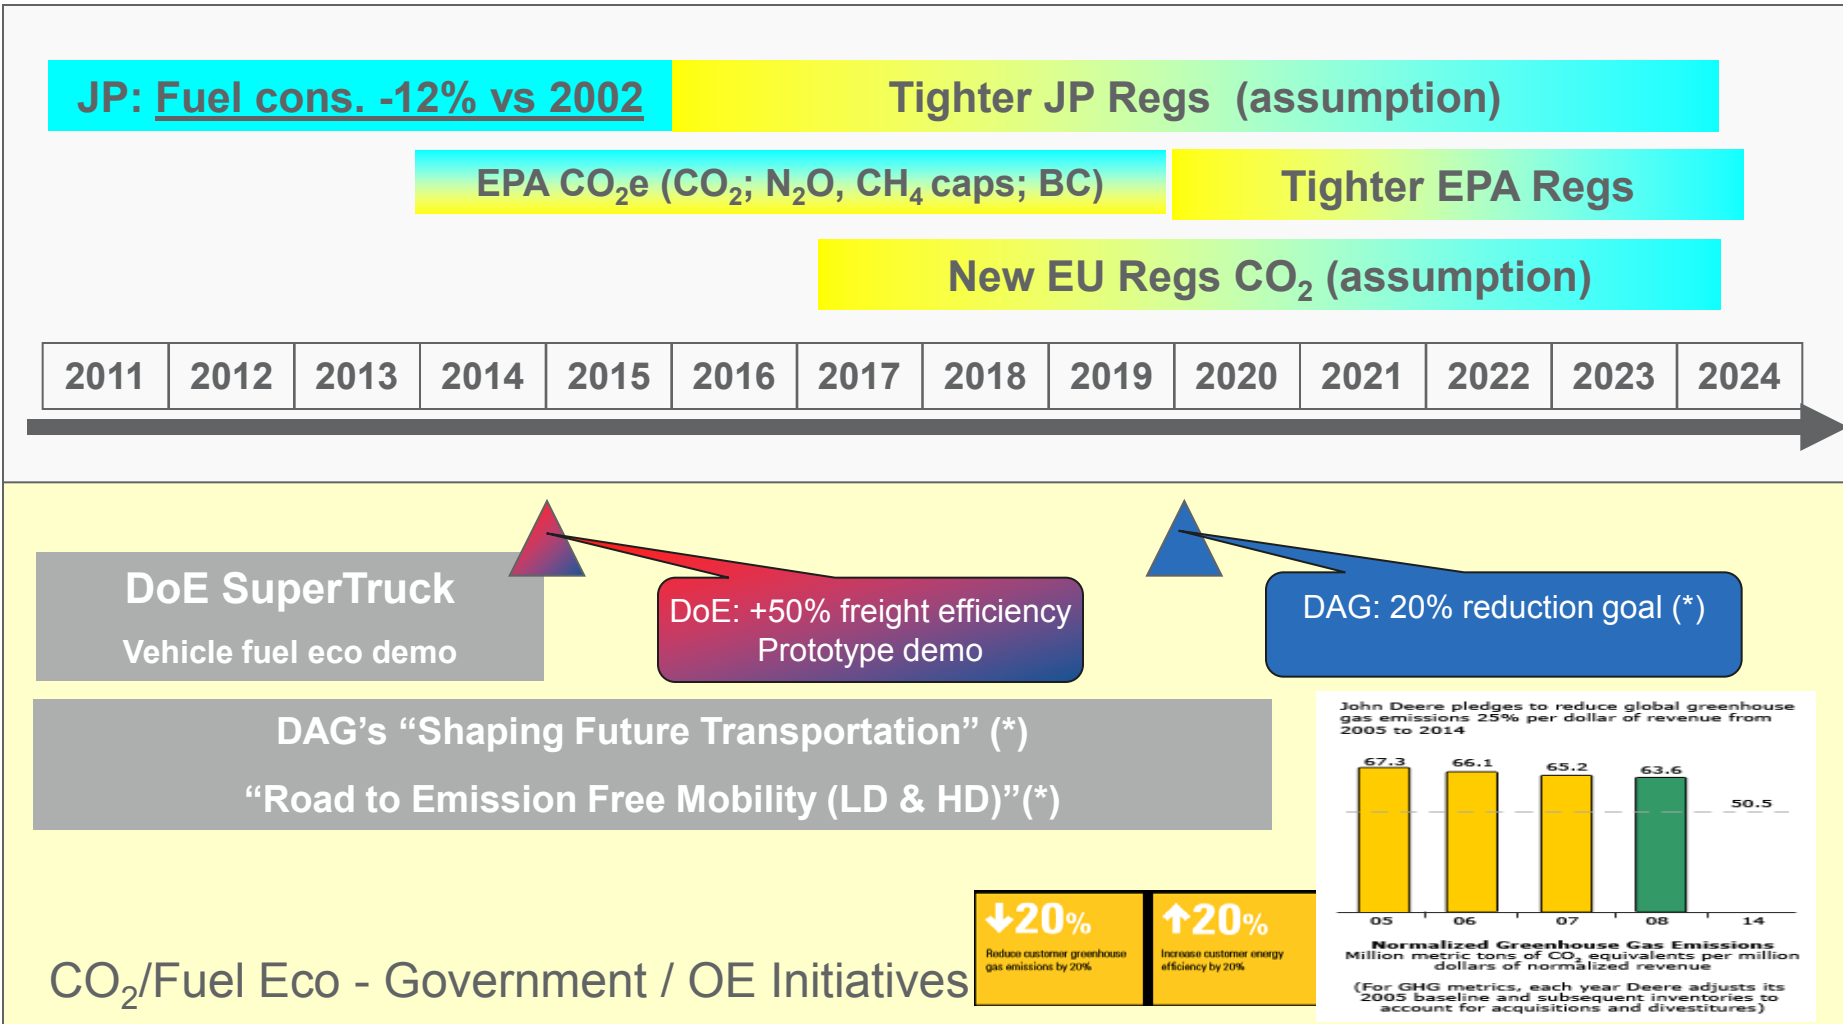 JP: Fuel cons. -12% vs 2002
Tighter JP Regs (assumption)
EPA CO₂e (CO₂; N₂O, CH₄ caps; BC)
Tighter EPA Regs
New EU Regs CO₂ (assumption)
2011 2012 2013 2014 2015 2016 2017 2018 2019 2020 2021 2022 2023 2024
DoE SuperTruck
Vehicle fuel eco demo
DoE: +50% freight efficiency
Prototype demo
DAG: 20% reduction goal (*)
DAG's “Shaping Future Transportation” (*)
“Road to Emission Free Mobility (LD & HD)”(*)
John Deere pledges to reduce global greenhouse
gas emissions 25% per dollar of revenue from
2005 to 2014
67.3 66.1 65.2 63.6 50.5
05 06 07 08 14
Normalized Greenhouse Gas Emissions
Million metric tons of CO₂ equivalents per million
dollars of normalized revenue
(For GHG metrics, each year Deere adjusts its
2005 baseline and subsequent inventories to
account for acquisitions and divestitures)
20%
Reduce customer greenhouse
gas emissions by 20%
20%
Increase customer energy
efficiency by 20%
CO₂/Fuel Eco - Government / OE Initiatives